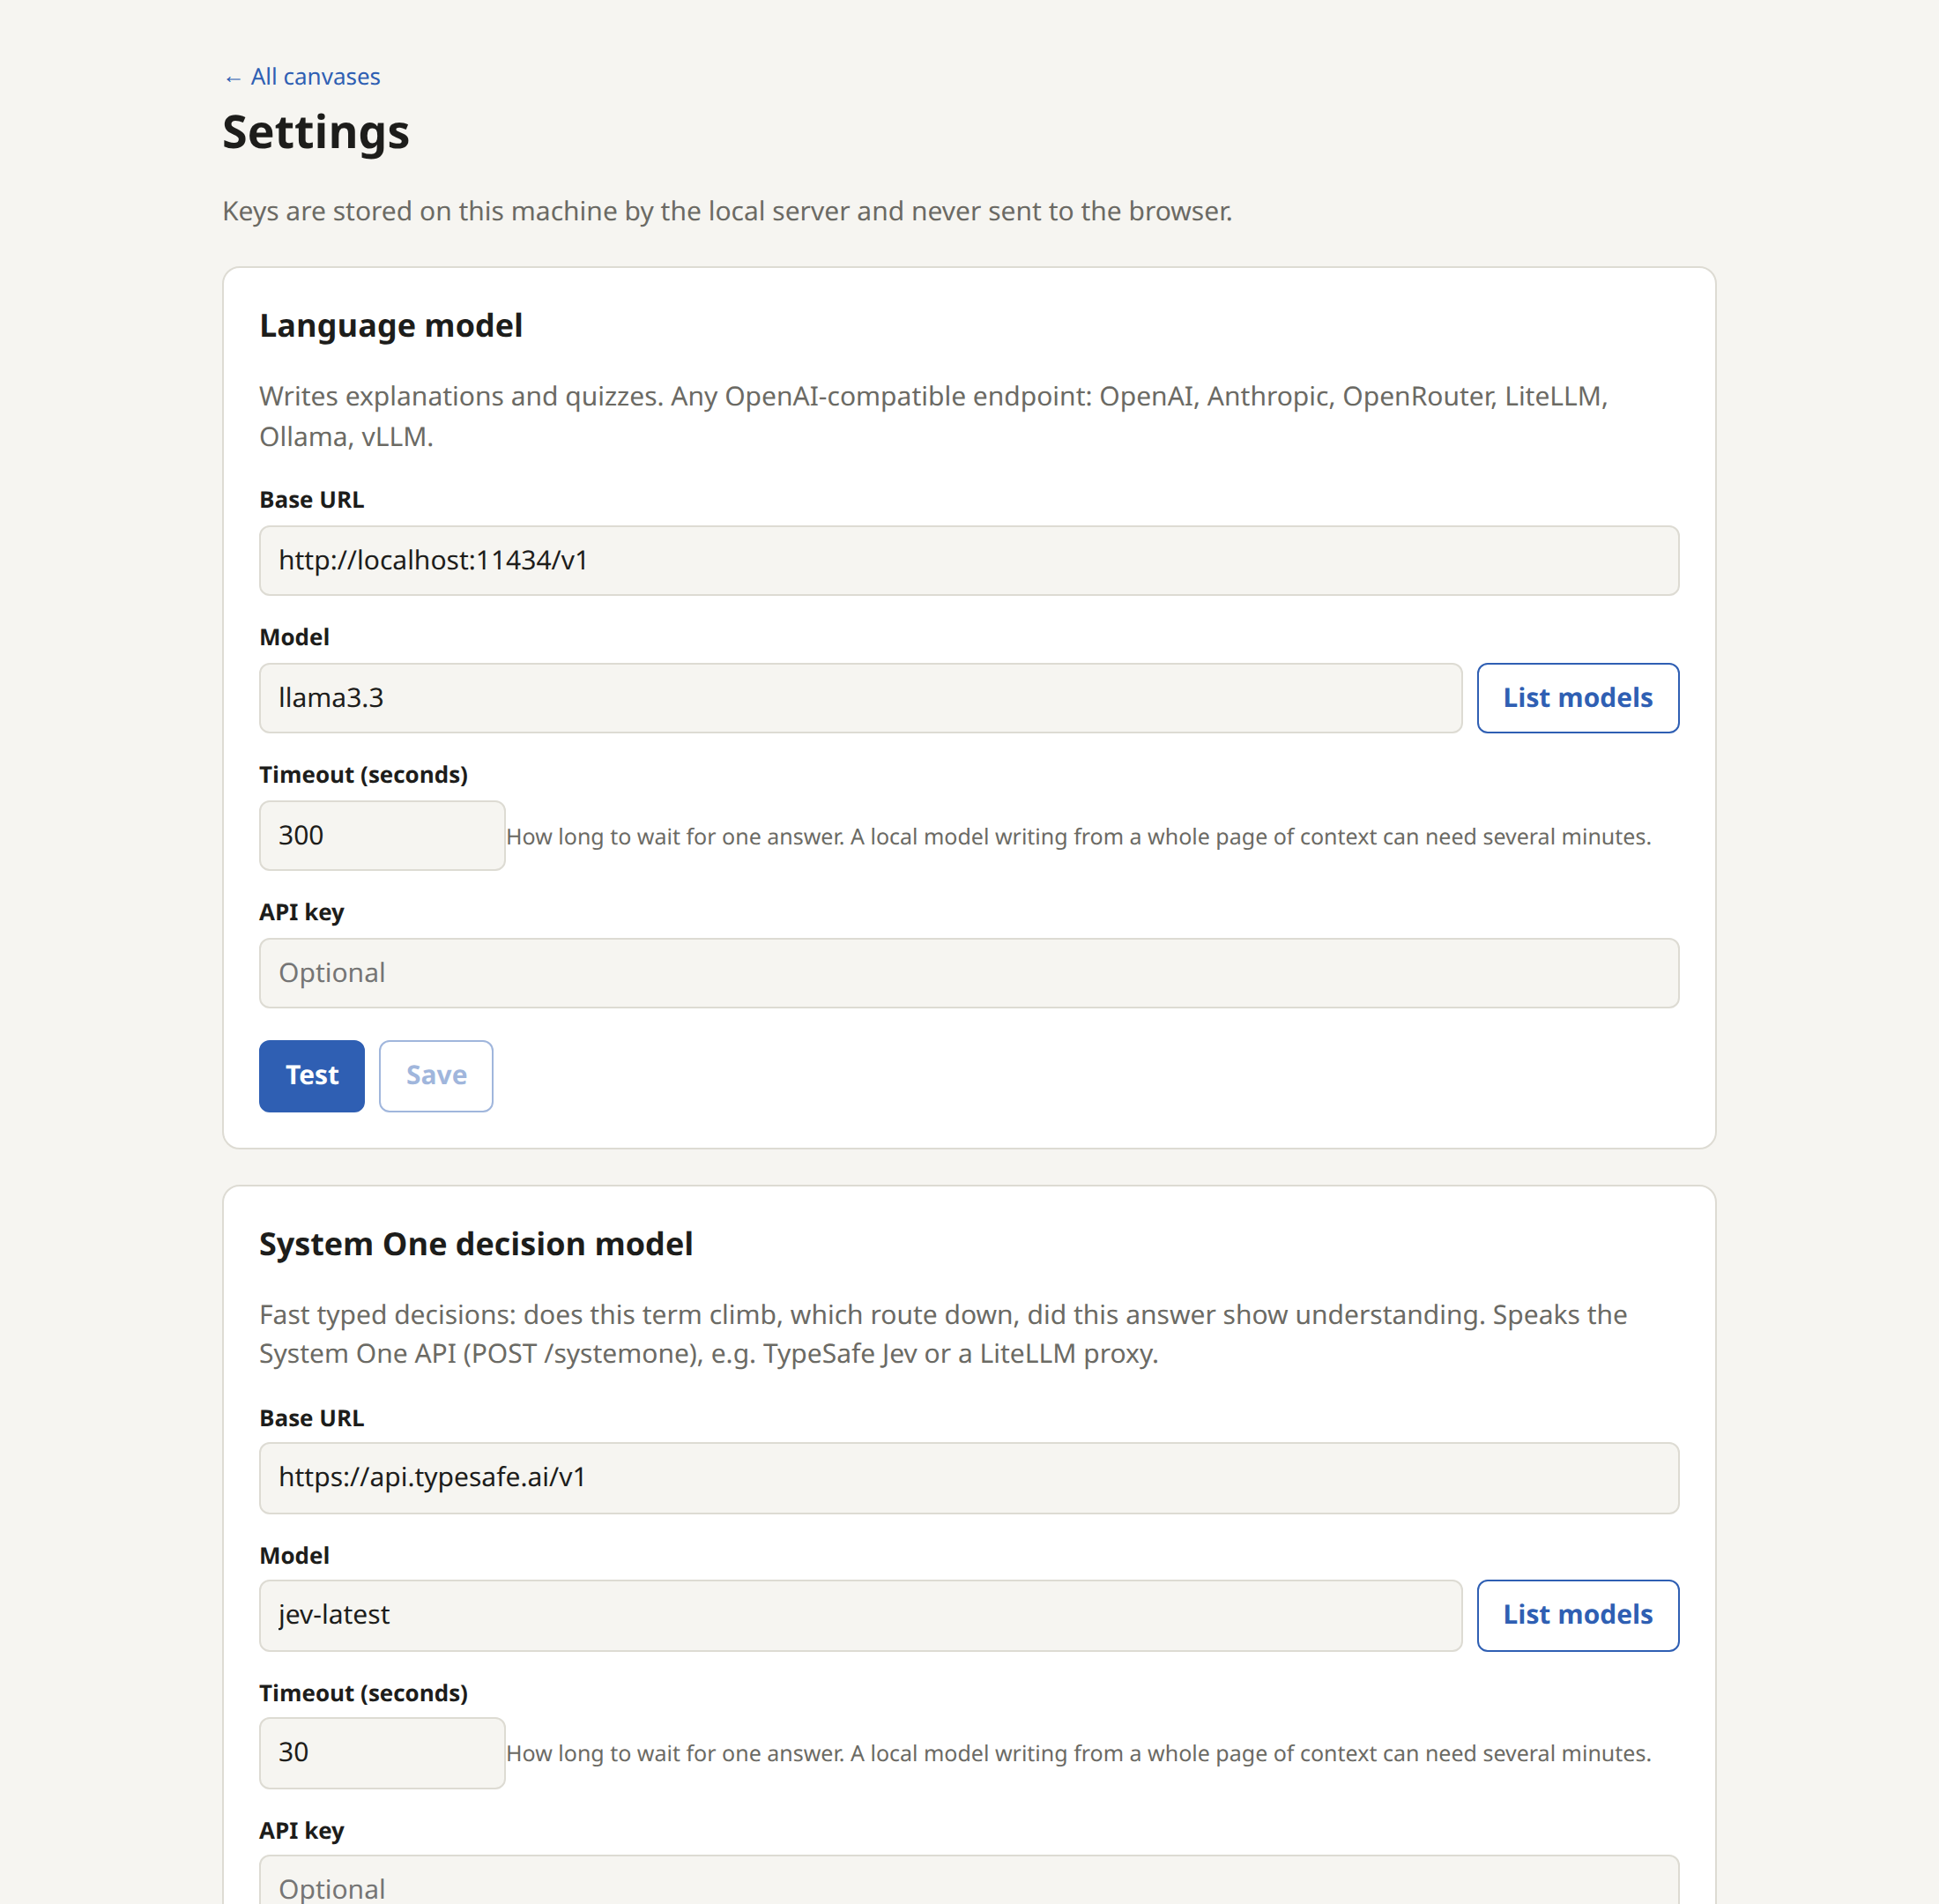 ← All canvases
Settings
Keys are stored on this machine by the local server and never sent to the browser.
Language model
Writes explanations and quizzes. Any OpenAI-compatible endpoint: OpenAI, Anthropic, OpenRouter, LiteLLM,
Ollama, vLLM.
Base URL
http://localhost:11434/v1
Model
llama3.3
List models
Timeout (seconds)
300
How long to wait for one answer. A local model writing from a whole page of context can need several minutes.
API key
Optional
Test
Save
System One decision model
Fast typed decisions: does this term climb, which route down, did this answer show understanding. Speaks the
System One API (POST /systemone), e.g. TypeSafe Jev or a LiteLLM proxy.
Base URL
https://api.typesafe.ai/v1
Model
jev-latest
List models
Timeout (seconds)
30
How long to wait for one answer. A local model writing from a whole page of context can need several minutes.
API key
Optional